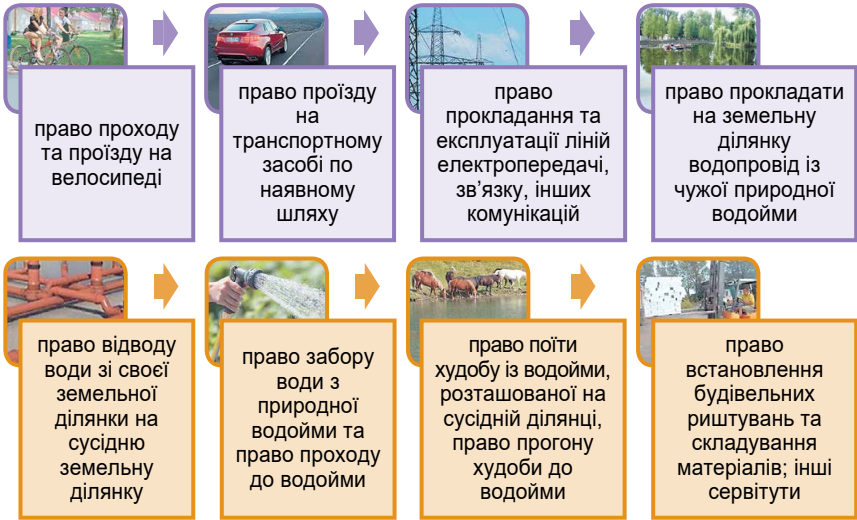 право проходу
та проїзду на
велосипеді
право проїзду
на
транспортному
засобі по
наявному
шляху
право
прокладання та
експлуатації ліній
електропередачі,
зв’язку, інших
комунікацій
право прокладати
на земельну
ділянку
водопровід із
чужої природної
водойми
право відводу
води зі своєї
земельної
ділянки на
сусідню
земельну
ділянку
право забору
води з
природної
водойми та
право проходу
до водойми
право поїти
худобу із водойми,
розташованої на
сусідній ділянці,
право прогону
худоби до
водойми
право
встановлення
будівельних
риштувань та
складування
матеріалів; інші
сервітути